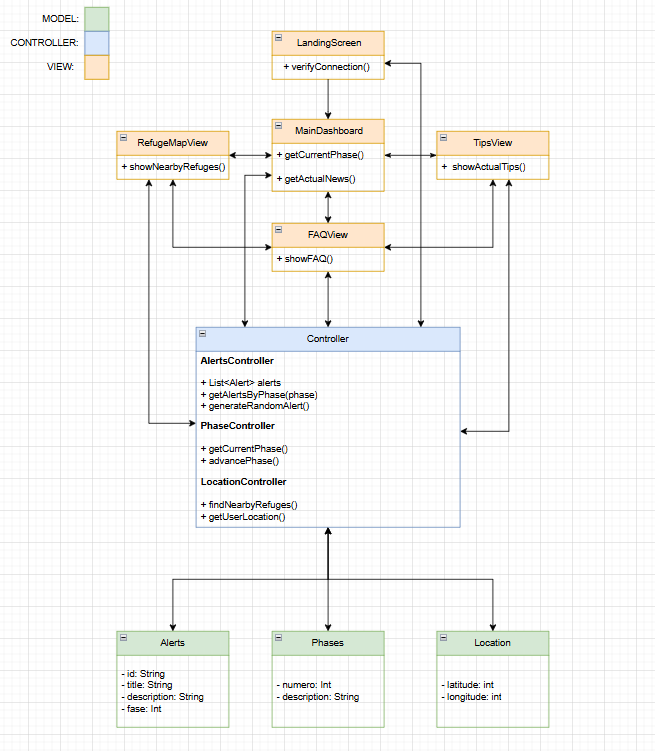 MODEL:
CONTROLLER:
VIEW:
LandingScreen
+ verifyConnection()
RefugeMapView
+ showNearbyRefuges()
MainDashboard
+ getCurrentPhase()
+ getActualNews()
TipsView
+ showActualTips()
FAQView
+ showFAQ()
Controller
AlertsController
+ List<Alert> alerts
+ getAlertsByPhase(phase)
+ generateRandomAlert()
PhaseController
+ getCurrentPhase()
+ advancePhase()
LocationController
+ findNearbyRefuges()
+ getUserLocation()
Alerts
- id: String
- title: String
- description: String
- fase: Int
Phases
- numero: Int
- description: String
Location
- latitude: int
- longitude: int